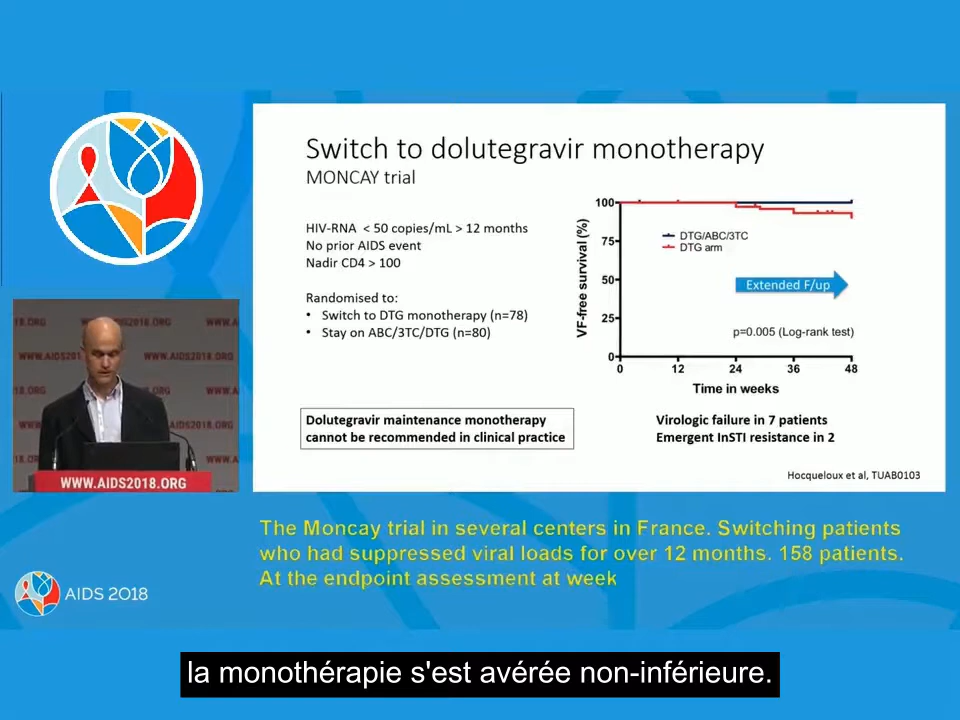 Switch to dolutegravir monotherapy
MONCAY trial
HIV-RNA < 50 copies/mL > 12 months
No prior AIDS event
Nadir CD4 > 100
Randomised to:
• Switch to DTG monotherapy (n=78)
• Stay on ABC/3TC/DTG (n=80)
Dolutegravir maintenance monotherapy
cannot be recommended in clinical practice
VF-free survival (%)
100
75
50
25
0
DTG/ABC/3TC
DTG arm
Extended F/up
p=0.005 (Log-rank test)
0 12 24 36 48
Time in weeks
Virologic failure in 7 patients
Emergent InSTI resistance in 2
Hocqueloux et al, TUAB0103
WWW.AIDS2018.ORG
The Moncay trial in several centers in France. Switching patients
who had suppressed viral loads for over 12 months. 158 patients.
At the endpoint assessment at week
AIDS 2018
la monothérapie s'est avérée non-inférieure.